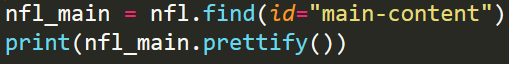 nfl_main = nfl.find(id="main-content")
print(nfl_main.prettify())